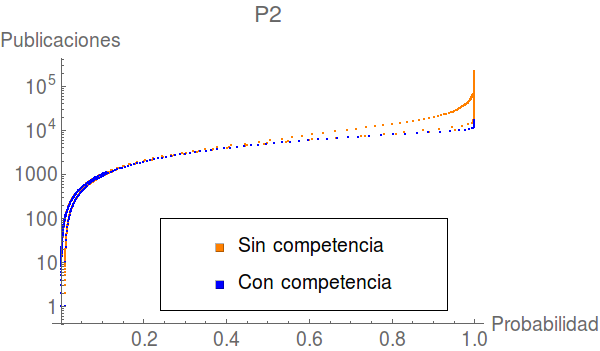 P2
Publicaciones
10^5
10^4
1000
100
10
1
Sin competencia
Con competencia
0.2 0.4 0.6 0.8 1.0
Probabilidad